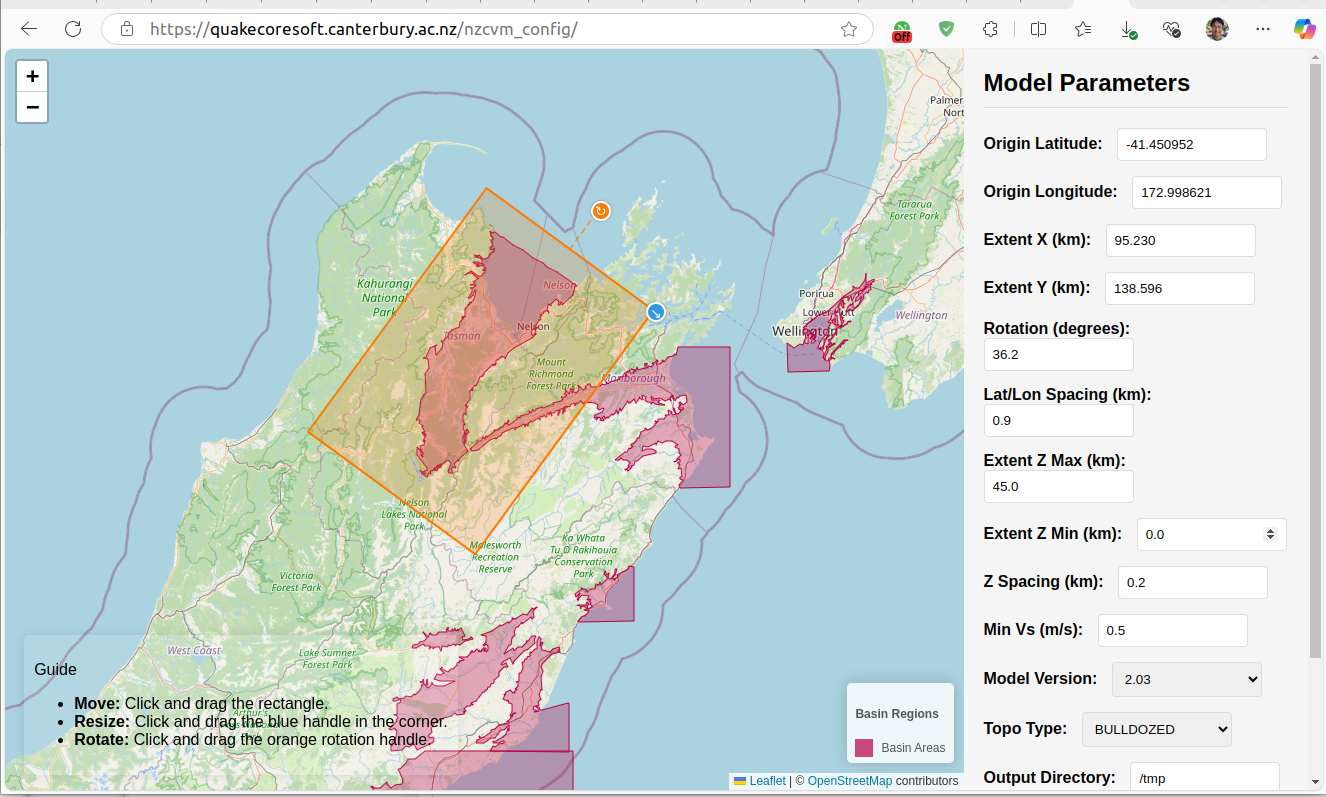 https://quakecoresoft.canterbury.ac.nz/nzcvm_config/
Off
+
−
Palmer
Nort
Tararua
Forest Park
Kahurangi
National
Park
Nelson
Nelson
Tasman
Mount
Richmond
Forest Park
Marlborough
Porirua
Lower Hutt
Wellington
Wellington
Nelson
Lakes National
Park
Molesworth
Recreation
Reserve
Ka Whata
Tu O Rakihouia
Conservation
Park
Victoria
Forest Park
West Coast
Lake Sumner
Forest Park
Arthur's
Guide
Move: Click and drag the rectangle.
Resize: Click and drag the blue handle in the corner.
Rotate: Click and drag the orange rotation handle.
Basin Regions
Basin Areas
Leaflet | © OpenStreetMap contributors
Model Parameters
Origin Latitude: -41.450952
Origin Longitude: 172.998621
Extent X (km): 95.230
Extent Y (km): 138.596
Rotation (degrees):
36.2
Lat/Lon Spacing (km):
0.9
Extent Z Max (km):
45.0
Extent Z Min (km): 0.0
Z Spacing (km): 0.2
Min Vs (m/s): 0.5
Model Version: 2.03
Topo Type: BULLDOZED
Output Directory: /tmp